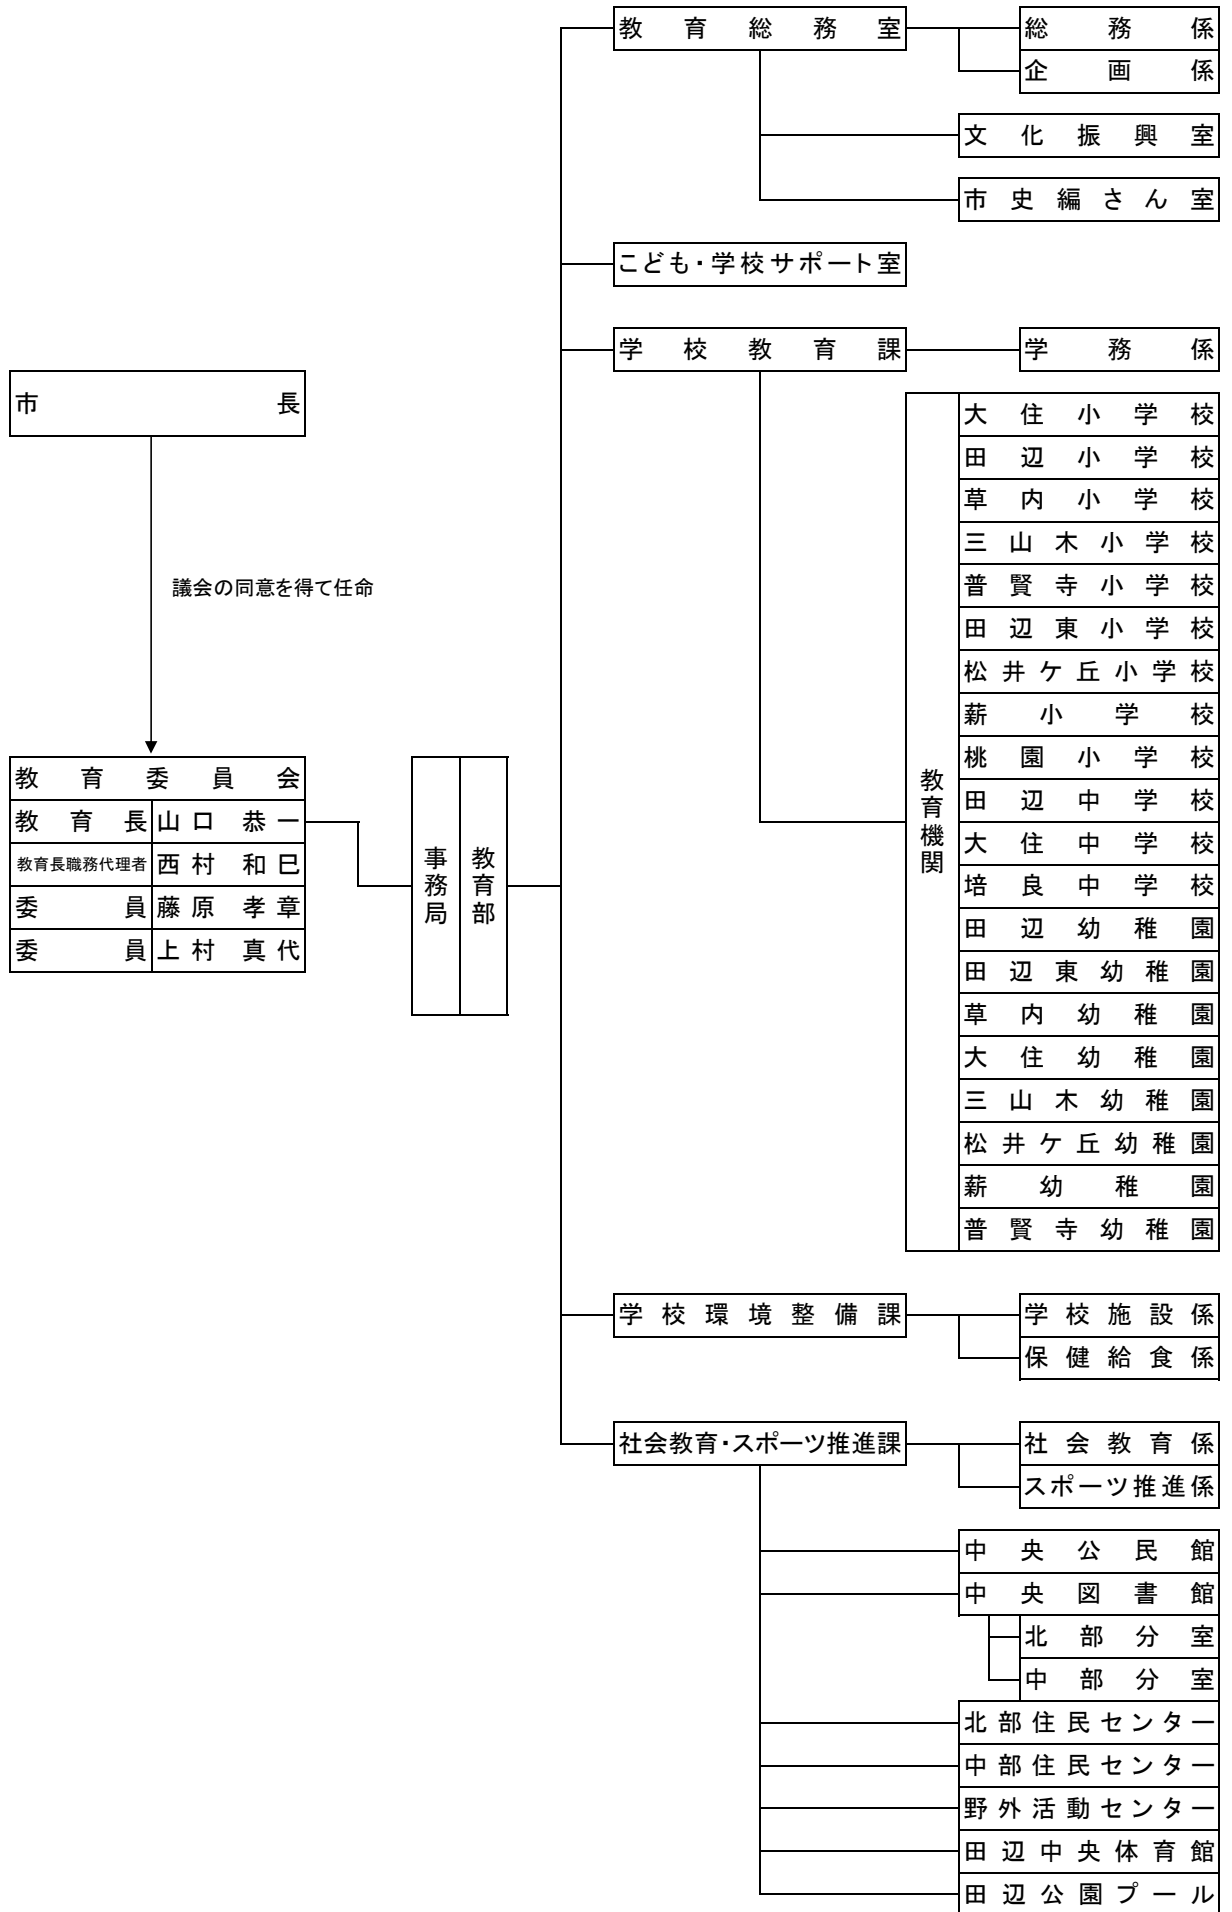 教育総務室
総務係
企画係
文化振興室
市史編さん室
こども・学校サポート室
学校教育課
学務係
市長
議会の同意を得て任命
教育委員会
教育長 山口 恭一
教育長職務代理者 西村 和巳
委員 藤原 孝章
委員 上村 真代
事務局
教育部
教育機関
大住小学校
田辺小学校
草内小学校
三山木小学校
普賢寺小学校
田辺東小学校
松井ケ丘小学校
薪小学校
桃園小学校
田辺中学校
大住中学校
培良中学校
田辺幼稚園
田辺東幼稚園
草内幼稚園
大住幼稚園
三山木幼稚園
松井ケ丘幼稚園
薪幼稚園
普賢寺幼稚園
学校環境整備課
学校施設係
保健給食係
社会教育・スポーツ推進課
社会教育係
スポーツ推進係
中央公民館
中央図書館
北部分室
中部分室
北部住民センター
中部住民センター
野外活動センター
田辺中央体育館
田辺公園プール